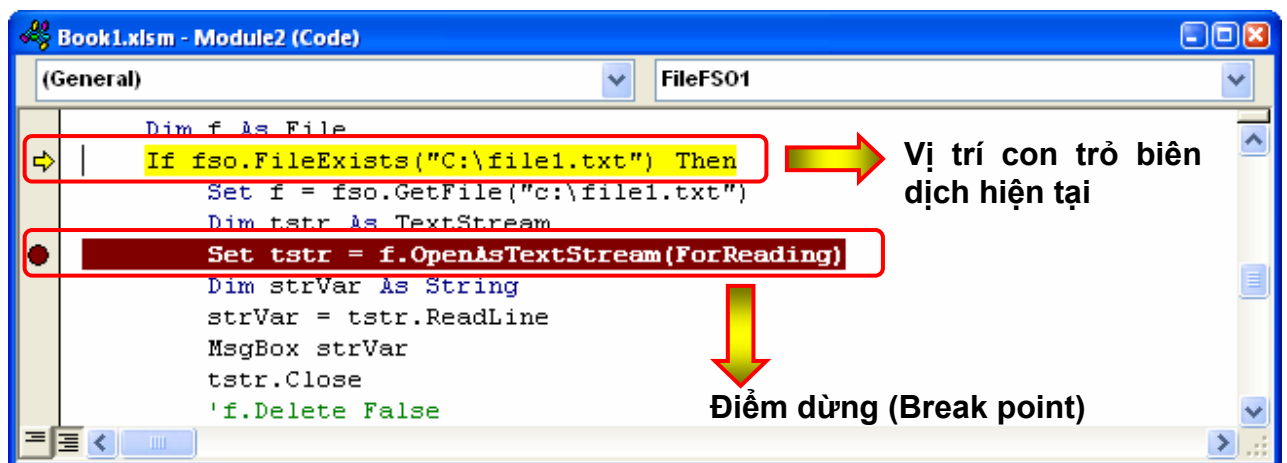 Book1.xlsm - Module2 (Code)
(General) FileFSO1
Dim f As File
If fso.FileExists("C:\file1.txt") Then
Set f = fso.GetFile("c:\file1.txt")
Dim tstr As TextStream
Set tstr = f.OpenAsTextStream(ForReading)
Dim strVar As String
strVar = tstr.ReadLine
MsgBox strVar
tstr.Close
'f.Delete False
Vị trí con trỏ biên
dịch hiện tại
Điểm dừng (Break point)